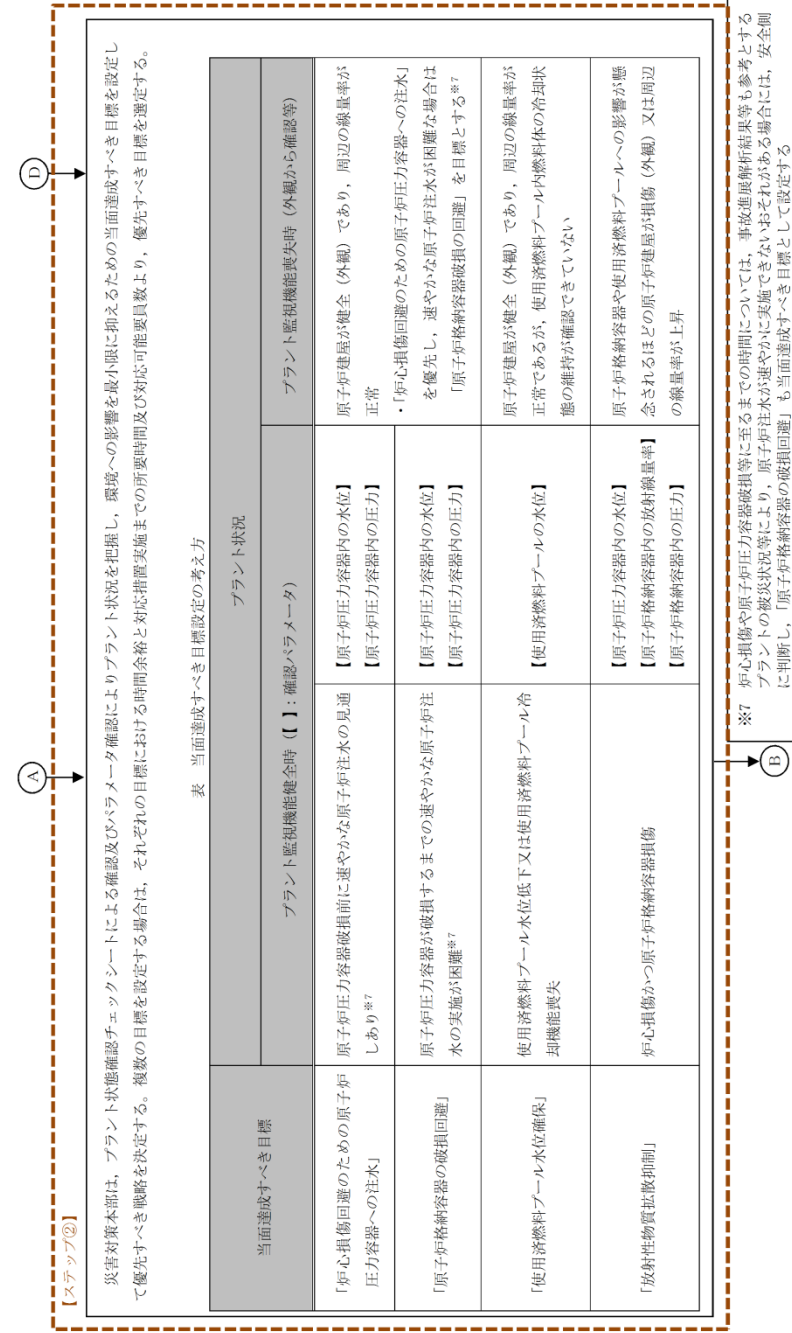 【ステップ②】
A
D
災害対策本部は，プラント状態確認チェックシートによる確認及びパラメータ確認によりプラント状況を把握し，環境への影響を最小限に抑えるための当面達成すべき目標を設定し
て優先すべき戦略を決定する。複数の目標を設定する場合は，それぞれの目標における時間余裕と対応措置実施までの所要時間及び対応可能要員数より，優先すべき目標を選定する。
表　当面達成すべき目標設定の考え方
当面達成すべき目標
プラント状況
プラント監視機能健全時（【 】：確認パラメータ）
プラント監視機能喪失時（外観から確認等）
「炉心損傷回避のための原子炉
圧力容器への注水」
原子炉圧力容器破損前に速やかな原子炉注水の見通
しあり※7
【原子炉圧力容器内の水位】
【原子炉圧力容器内の圧力】
原子炉建屋が健全（外観）であり，周辺の線量率が
正常
・「炉心損傷回避のための原子炉圧力容器への注水」
を優先し，速やかな原子炉注水が困難な場合は
「原子炉格納容器破損の回避」を目標とする※7
「原子炉格納容器の破損回避」
原子炉圧力容器が破損するまでの速やかな原子炉注
水の実施が困難※7
【原子炉圧力容器内の水位】
【原子炉圧力容器内の圧力】
「使用済燃料プール水位確保」
使用済燃料プール水位低下又は使用済燃料プール冷
却機能喪失
【使用済燃料プールの水位】
原子炉建屋が健全（外観）であり，周辺の線量率が
正常であるが，使用済燃料プール内燃料体の冷却状
態の維持が確認できていない
「放射性物質拡散抑制」
炉心損傷かつ原子炉格納容器損傷
【原子炉圧力容器内の水位】
【原子炉格納容器内の放射線量率】
【原子炉格納容器内の圧力】
原子炉格納容器や使用済燃料プールへの影響が懸
念されるほどの原子炉建屋が損傷（外観）又は周辺
の線量率が上昇
B
※7　炉心損傷や原子炉圧力容器破損等に至るまでの時間については，事故進展解析結果等も参考とする
プラントの被災状況等により，原子炉注水が速やかに実施できないおそれがある場合には，安全側
に判断し，「原子炉格納容器の破損回避」も当面達成すべき目標として設定する